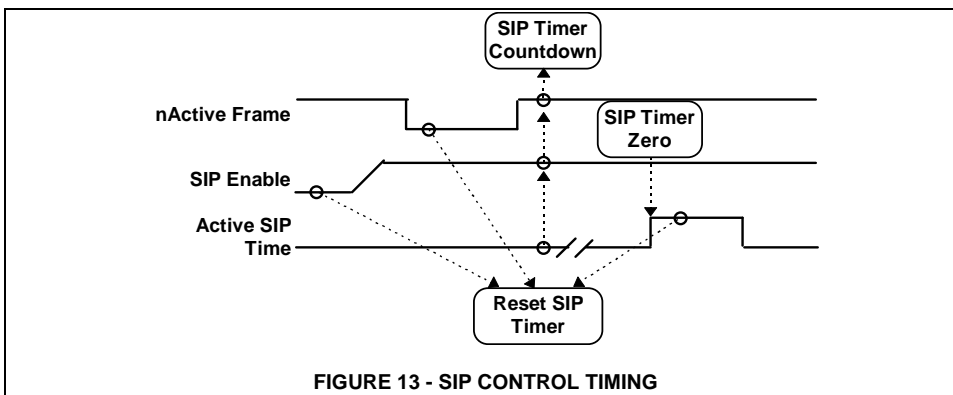 SIP Timer
Countdown
nActive Frame
SIP Timer
Zero
SIP Enable
Active SIP
Time
Reset SIP
Timer
FIGURE 13 - SIP CONTROL TIMING